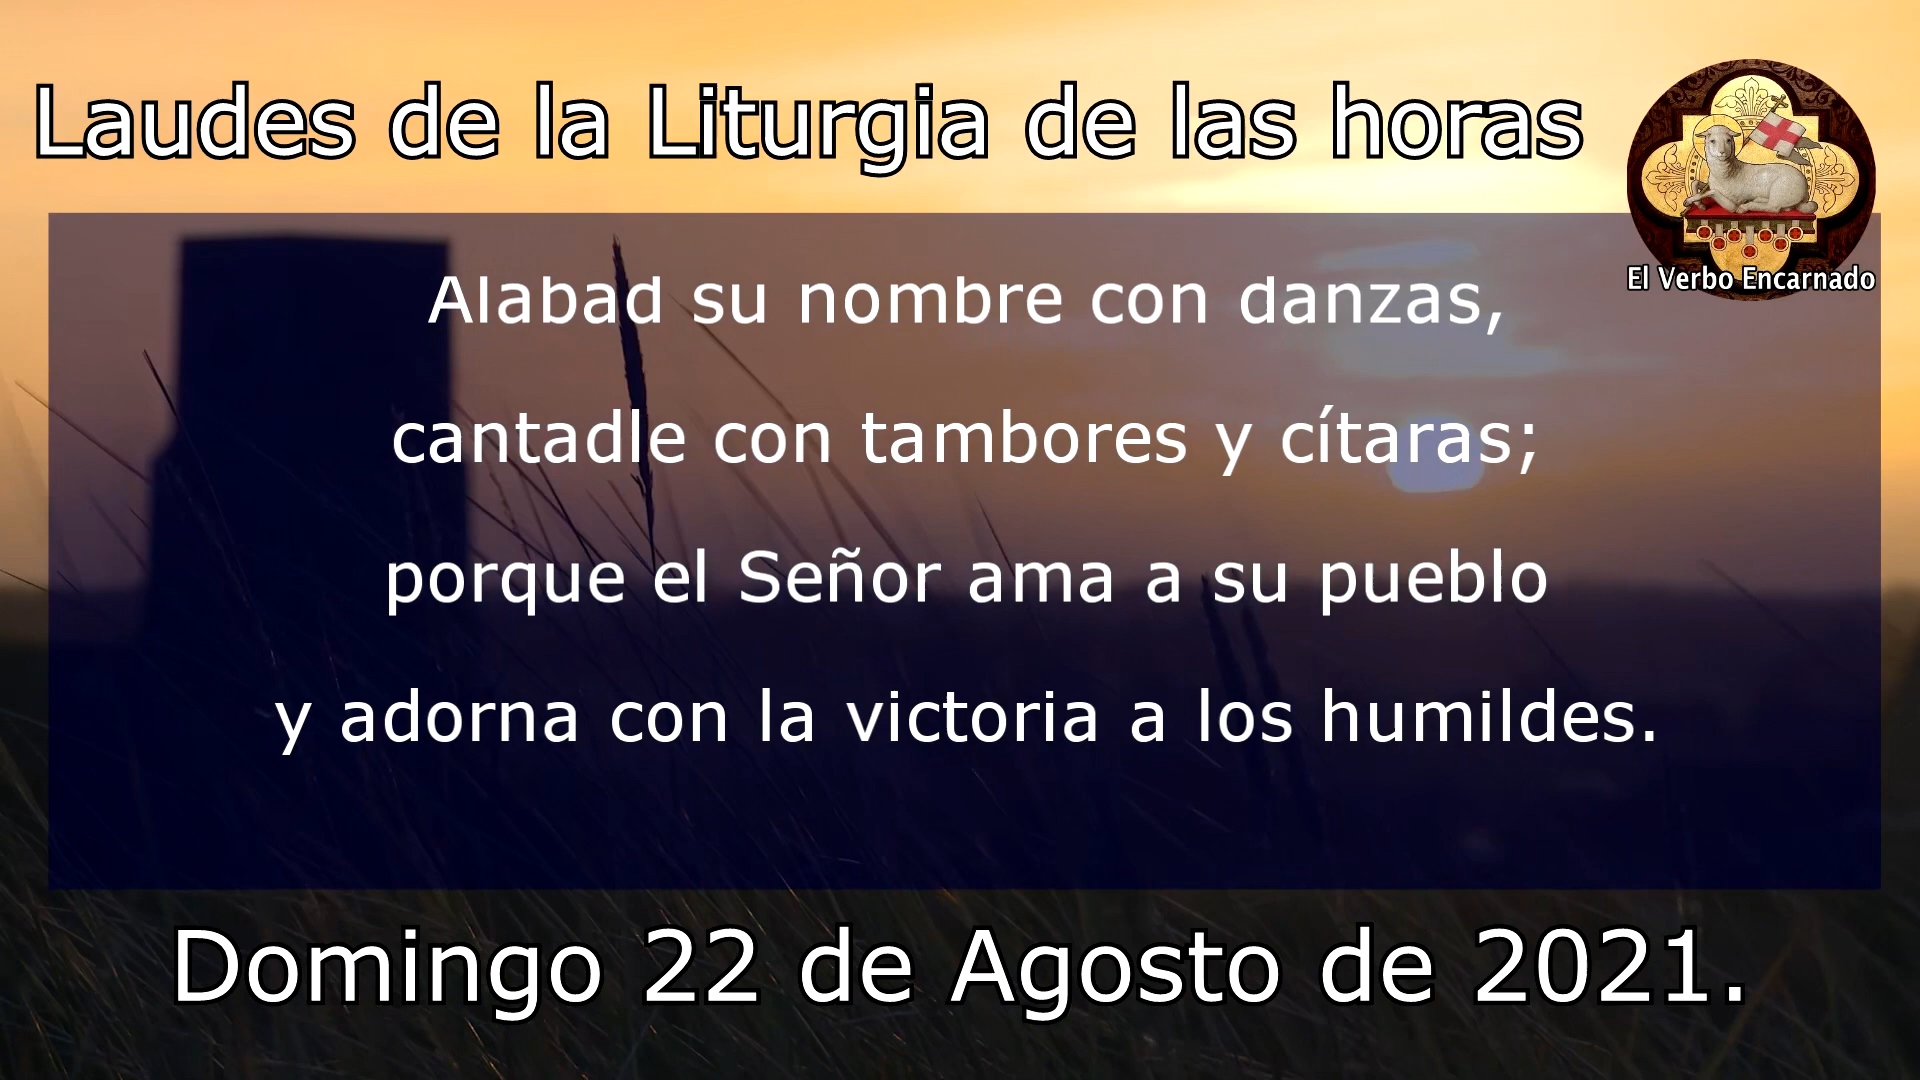 Laudes de la Liturgia de las horas
El Verbo Encarnado
Alabad su nombre con danzas,
cantadle con tambores y cítaras;
porque el Señor ama a su pueblo
y adorna con la victoria a los humildes.
Domingo 22 de Agosto de 2021.